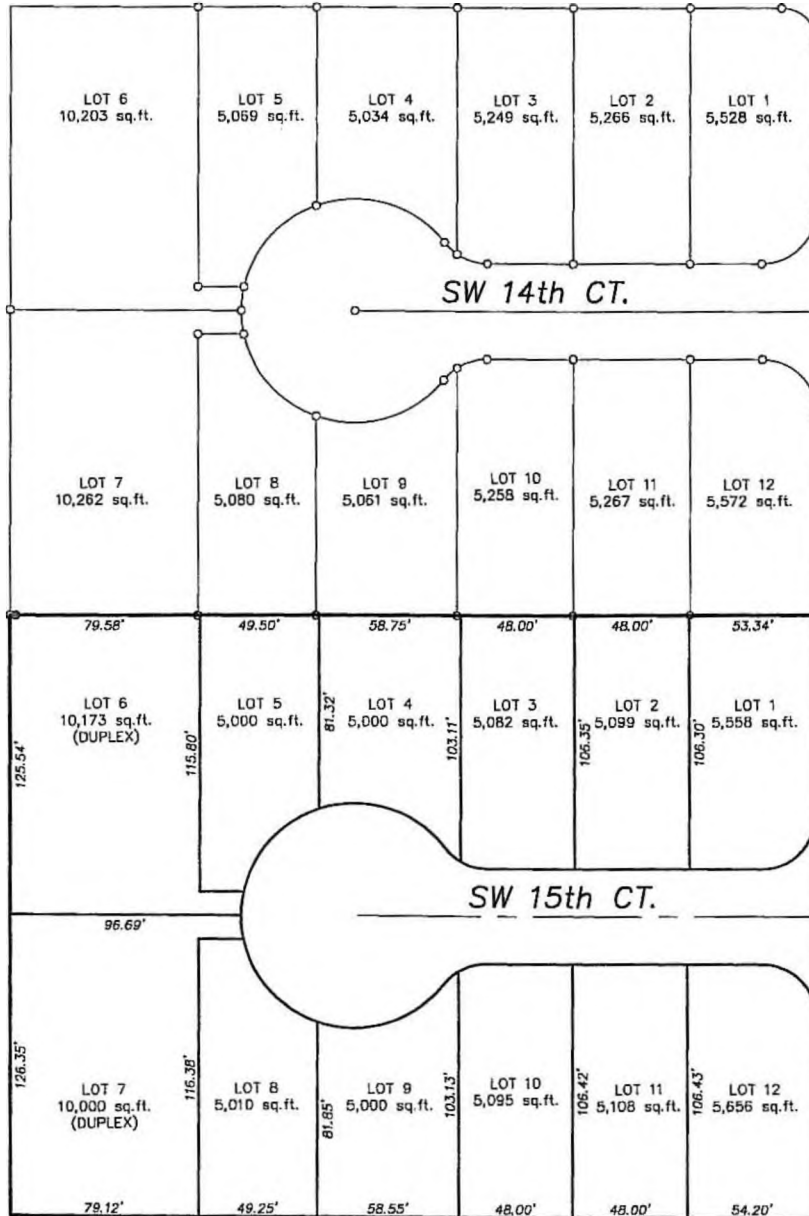 LOT 6
10,203 sq.ft.
LOT 5
5,069 sq.ft.
LOT 4
5,034 sq.ft.
LOT 3
5,249 sq.ft.
LOT 2
5,266 sq.ft.
LOT 1
5,528 sq.ft.
SW 14th CT.
LOT 7
10,262 sq.ft.
LOT 8
5,080 sq.ft.
LOT 9
5,061 sq.ft.
LOT 10
5,258 sq.ft.
LOT 11
5,267 sq.ft.
LOT 12
5,572 sq.ft.
79.58'
49.50'
58.75'
48.00'
48.00'
53.34'
LOT 6
10,173 sq.ft.
(DUPLEX)
LOT 5
5,000 sq.ft.
LOT 4
5,000 sq.ft.
LOT 3
5,082 sq.ft.
LOT 2
5,099 sq.ft.
LOT 1
5,558 sq.ft.
125.54'
115.80'
81.32'
103.11'
106.35'
106.30'
SW 15th CT.
96.69'
126.35'
116.38'
81.85'
103.13'
106.42'
106.43'
LOT 7
10,000 sq.ft.
(DUPLEX)
LOT 8
5,010 sq.ft.
LOT 9
5,000 sq.ft.
LOT 10
5,095 sq.ft.
LOT 11
5,108 sq.ft.
LOT 12
5,656 sq.ft.
79.12'
49.25'
58.55'
48.00'
48.00'
54.20'